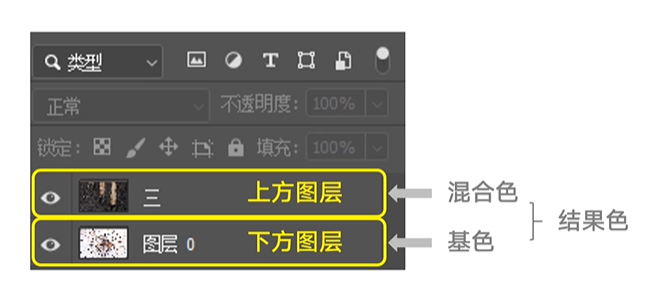 类型
正常 不透明度: 100%
锁定: 填充: 100%
三 上方图层 混合色
结果色
图层 0 下方图层 基色